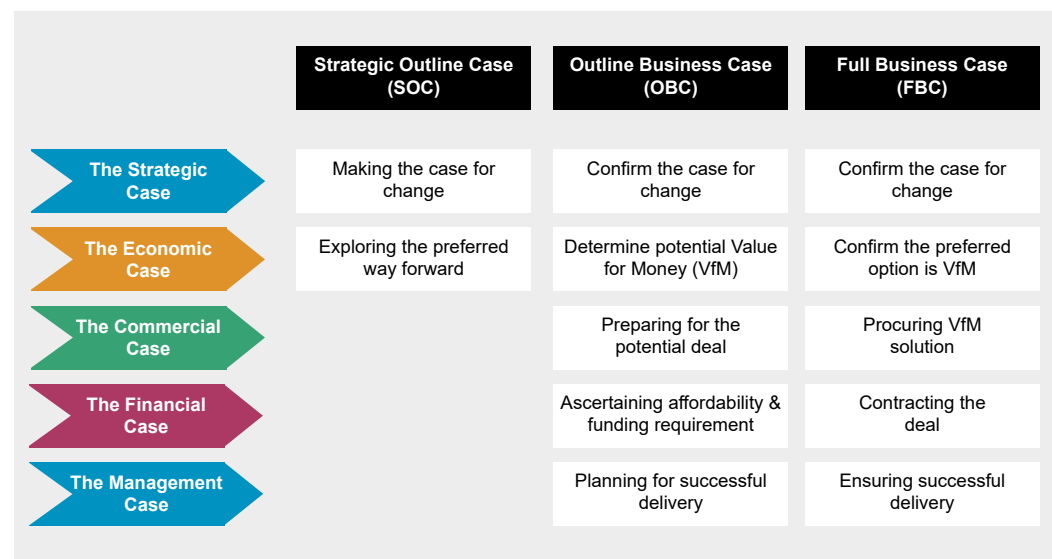 Strategic Outline Case
(SOC)
Outline Business Case
(OBC)
Full Business Case
(FBC)
The Strategic
Case
Making the case for
change
Confirm the case for
change
Confirm the case for
change
The Economic
Case
Exploring the preferred
way forward
Determine potential Value
for Money (VfM)
Confirm the preferred
option is VfM
The Commercial
Case
Preparing for the
potential deal
Procuring VfM
solution
The Financial
Case
Ascertaining affordability &
funding requirement
Contracting the
deal
The Management
Case
Planning for successful
delivery
Ensuring successful
delivery